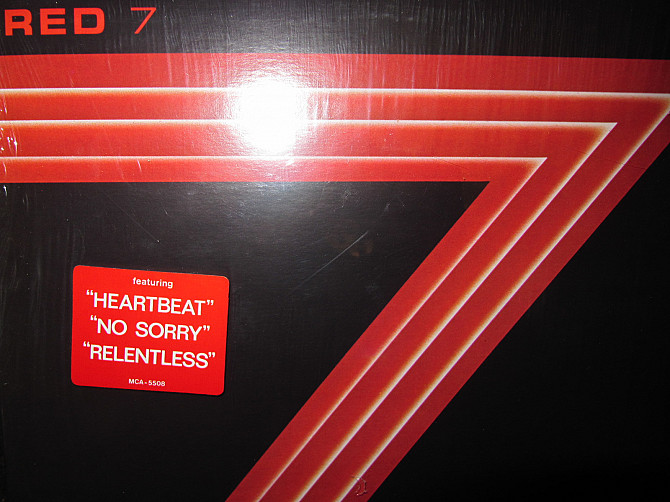 RED 7
featuring
“HEARTBEAT”
“NO SORRY”
“RELENTLESS”
MCA-5508